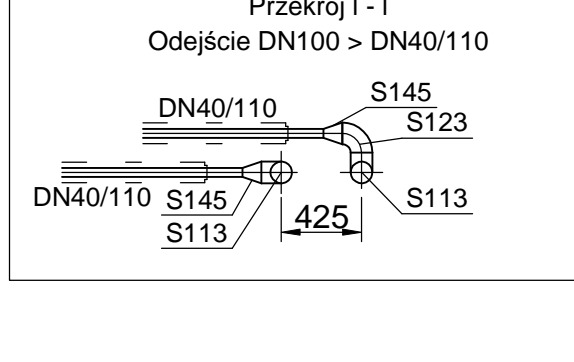 Przekrój I - I
Odejście DN100 > DN40/110
S145
DN40/110
S123
DN40/110
S145
S113
425
S113